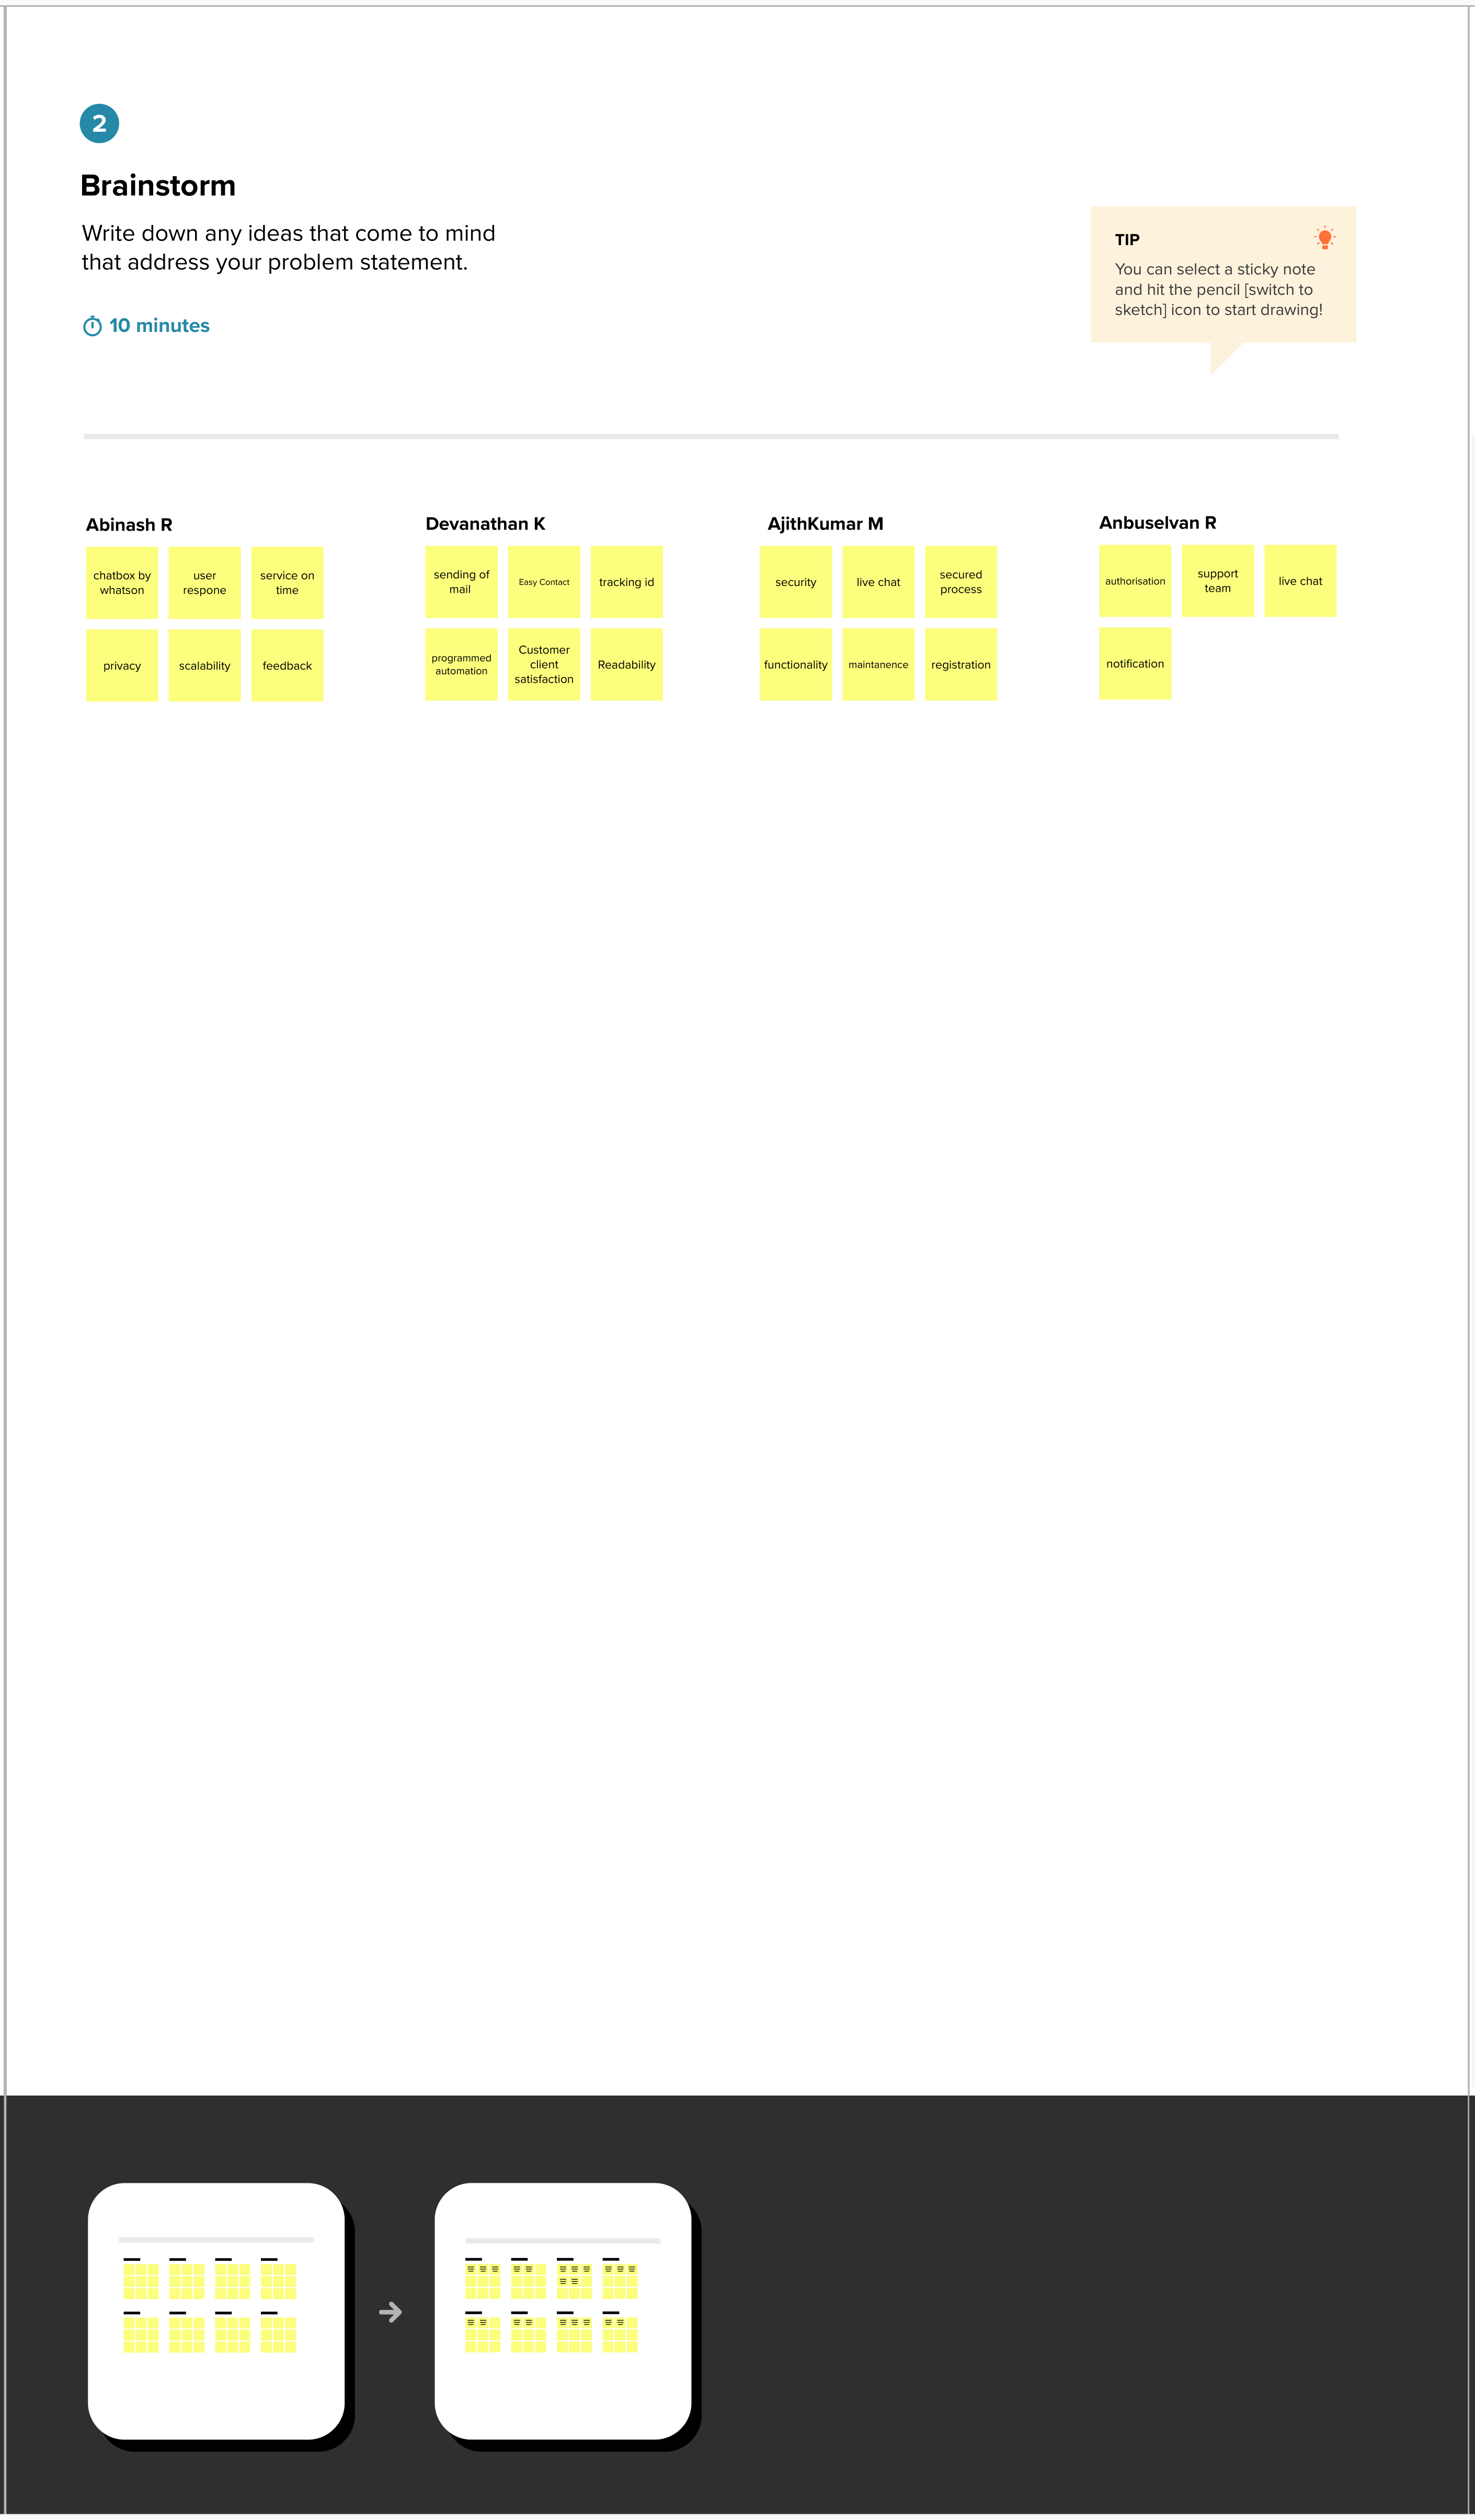 2
Brainstorm
Write down any ideas that come to mind
that address your problem statement.
10 minutes
TIP
You can select a sticky note
and hit the pencil [switch to
sketch] icon to start drawing!
Abinash R
chatbox by
whatson
user
respone
service on
time
privacy
scalability
feedback
Devanathan K
sending of
mail
Easy Contact
tracking id
programmed
automation
Customer
client
satisfaction
Readability
AjithKumar M
security
live chat
secured
process
functionality
maintanence
registration
Anbuselvan R
authorisation
support
team
live chat
notification